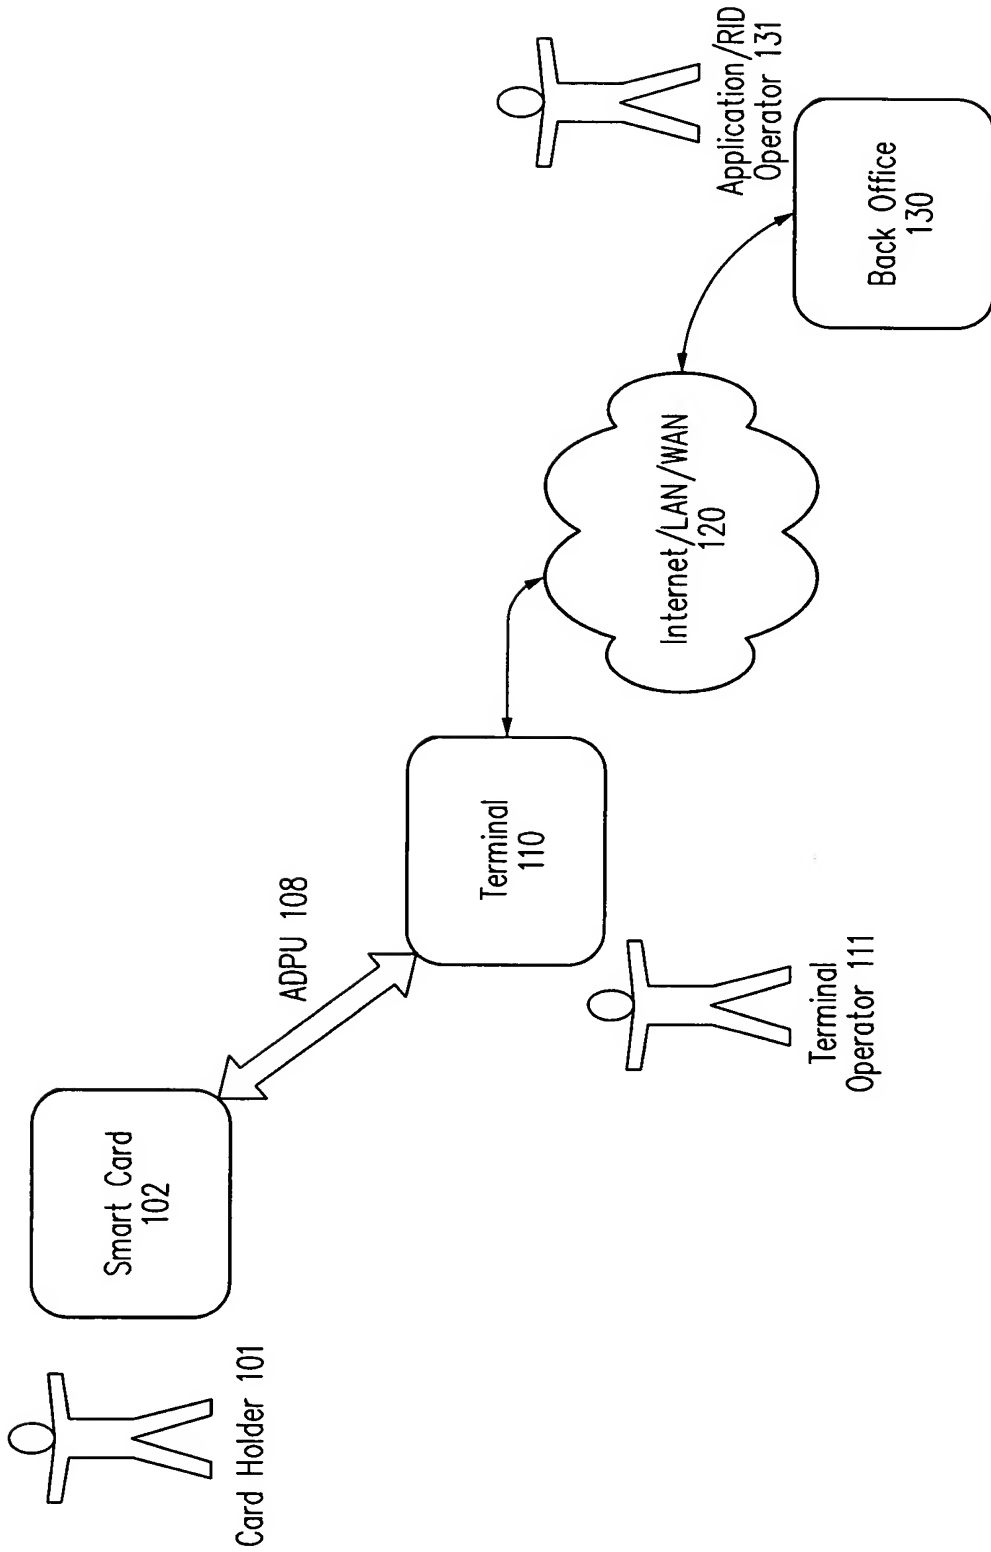 Card Holder 101
Smart Card
102
ADPU 108
Terminal
110
Terminal
Operator 111
Internet/LAN/WAN
120
Application/RID
Operator 131
Back Office
130